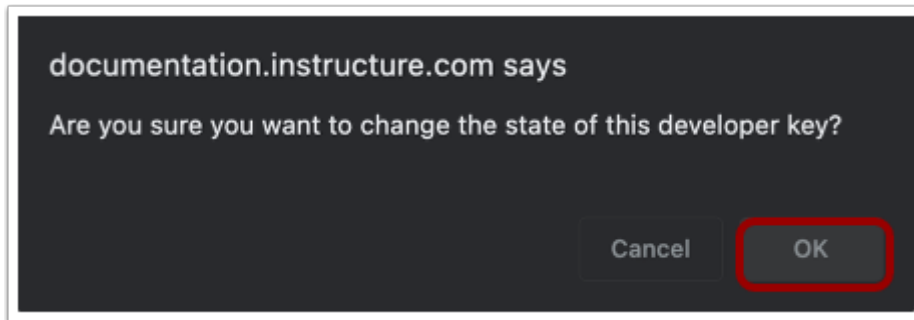 documentation.instructure.com says
Are you sure you want to change the state of this developer key?
Cancel
OK